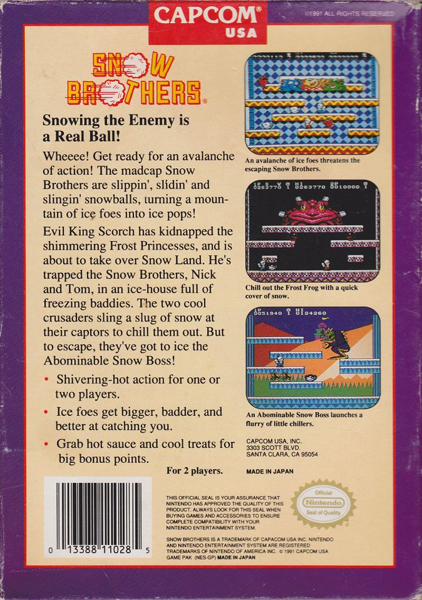 CAPCOM®
USA
©1991 ALL RIGHTS RESERVED
SNOW
BROTHERS®
Snowing the Enemy is
a Real Ball!
Wheeee! Get ready for an avalanche
of action! The madcap Snow
Brothers are slippin', slidin' and
slingin' snowballs, turning a moun-
tain of ice foes into ice pops!
Evil King Scorch has kidnapped the
shimmering Frost Princesses, and is
about to take over Snow Land. He's
trapped the Snow Brothers, Nick
and Tom, in an ice-house full of
freezing baddies. The two cool
crusaders sling a slug of snow at
their captors to chill them out. But
to escape, they've got to ice the
Abominable Snow Boss!
• Shivering-hot action for one or
two players.
• Ice foes get bigger, badder, and
better at catching you.
• Grab hot sauce and cool treats for
big bonus points.
For 2 players.
An avalanche of ice foes threatens the
escaping Snow Brothers.
Chill out the Frost Frog with a quick
cover of snow.
An Abominable Snow Boss launches a
flurry of little chillers.
CAPCOM USA, INC.
3303 SCOTT BLVD.
SANTA CLARA, CA 95054
MADE IN JAPAN
THIS OFFICIAL SEAL IS YOUR ASSURANCE THAT
NINTENDO HAS APPROVED THE QUALITY OF THIS
PRODUCT. ALWAYS LOOK FOR THIS SEAL WHEN
BUYING GAMES AND ACCESSORIES TO ENSURE
COMPLETE COMPATIBILITY WITH YOUR
NINTENDO ENTERTAINMENT SYSTEM.
Official
Nintendo
Seal of Quality
SNOW BROTHERS IS A TRADEMARK OF CAPCOM USA INC. NINTENDO
AND NINTENDO ENTERTAINMENT SYSTEM ARE REGISTERED
TRADEMARKS OF NINTENDO OF AMERICA INC. © 1991 CAPCOM USA
GAME PAK (NES-GP) MADE IN JAPAN
0 13388 11028 5